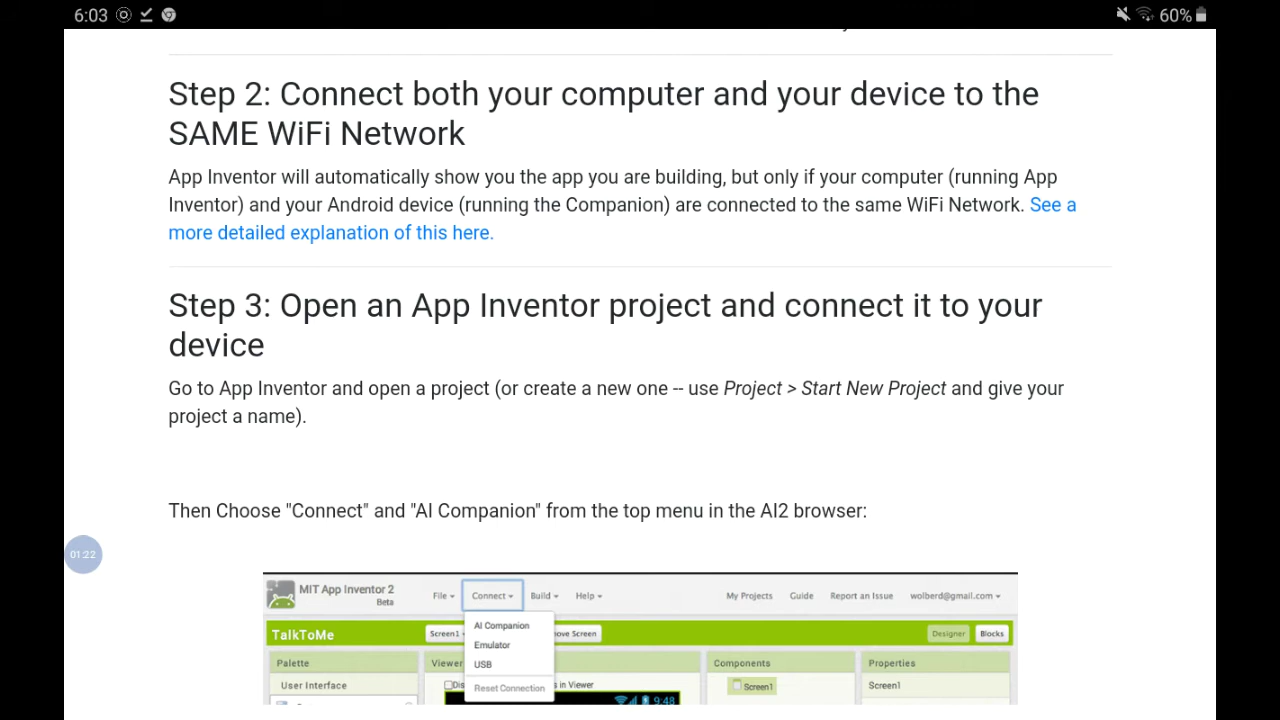 6:03
60%
Step 2: Connect both your computer and your device to the
SAME WiFi Network
App Inventor will automatically show you the app you are building, but only if your computer (running App
Inventor) and your Android device (running the Companion) are connected to the same WiFi Network. See a
more detailed explanation of this here.
Step 3: Open an App Inventor project and connect it to your
device
Go to App Inventor and open a project (or create a new one -- use Project > Start New Project and give your
project a name).
Then Choose "Connect" and "AI Companion" from the top menu in the AI2 browser:
01:22
MIT App Inventor 2
Beta
File Connect Build Help My Projects Guide Report an Issue wolberd@gmail.com
AI Companion
TalkToMe Screen1 Screen Designer Blocks
Emulator
Palette Viewer Components Properties
USB
User Interface in Viewer Screen1 Screen1
Reset Connection
9:48